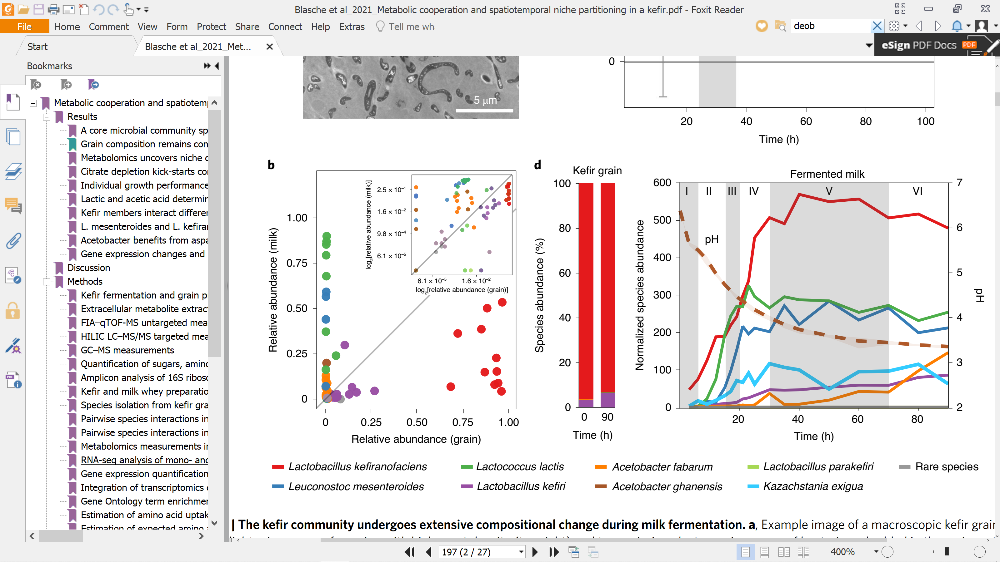 Blasche et al_2021_Metabolic cooperation and spatiotemporal niche partitioning in a kefir.pdf - Foxit Reader
File Home Comment View Form Protect Share Connect Help Extras Tell me wh deob
Start Blasche et al_2021_Met... eSign PDF Docs PDF
Bookmarks
Metabolic cooperation and spatiotem
Results
A core microbial community sp
Grain composition remains con
Metabolomics uncovers niche c
Citrate depletion kick-starts co
Individual growth performance
Lactic and acetic acid determin
Kefir members interact differe
L. mesenteroides and L. kefira
Acetobacter benefits from aspa
Gene expression changes and
Discussion
Methods
Kefir fermentation and grain p
Extracellular metabolite extrac
FIA–qTOF-MS untargeted mea
HILIC LC–MS/MS targeted mea
GC–MS measurements
Quantification of sugars, amino
Amplicon analysis of 16S riboso
Kefir and milk whey preparatio
Species isolation from kefir gra
Pairwise species interactions in
Pairwise species interactions in
Metabolomics measurements i
RNA-seq analysis of mono- and
Gene expression quantification
Integration of transcriptomics
Gene Ontology term enrichme
Estimation of amino acid uptak
Estimation of expected amino
5 μm
0
20 40 60 80 100
Time (h)
b
Relative abundance (milk)
1.00
0.75
0.50
0.25
0
0 0.25 0.50 0.75 1.00
Relative abundance (grain)
log2[relative abundance (milk)]
2.5 × 10⁻¹
1.6 × 10⁻²
9.8 × 10⁻⁴
6.1 × 10⁻⁵
6.1 × 10⁻⁵ 1.6 × 10⁻²
log2[relative abundance (grain)]
d
Kefir grain
Species abundance (%)
100
80
60
40
20
0
0 90
Time (h)
Fermented milk
Normalized species abundance
600
500
400
300
200
100
0
I II III IV V VI
pH
7
6
5
4
3
2
pH
20 40 60 80
Time (h)
Lactobacillus kefiranofaciens Lactococcus lactis Acetobacter fabarum Lactobacillus parakefiri Rare species
Leuconostoc mesenteroides Lactobacillus kefiri Acetobacter ghanensis Kazachstania exigua
| The kefir community undergoes extensive compositional change during milk fermentation. a, Example image of a macroscopic kefir grain
197 (2 / 27) 400%